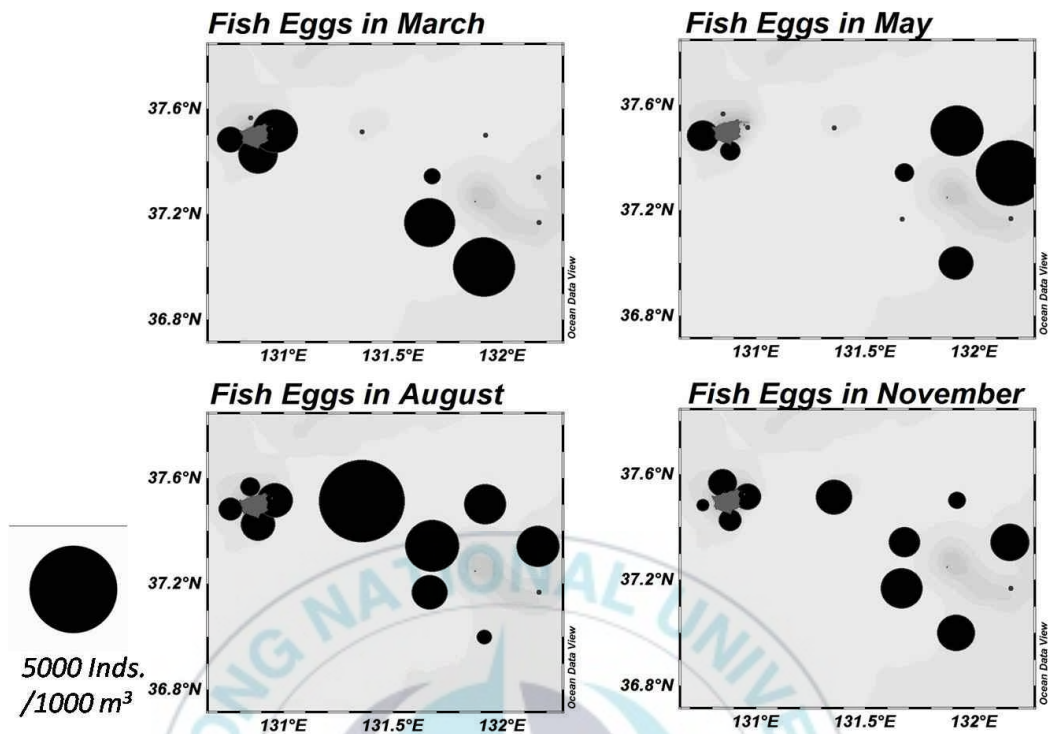 Fish Eggs in March
37.6°N
37.2°N
36.8°N
131°E 131.5°E 132°E
Ocean Data View
Fish Eggs in May
37.6°N
37.2°N
36.8°N
131°E 131.5°E 132°E
Ocean Data View
Fish Eggs in August
37.6°N
37.2°N
36.8°N
131°E 131.5°E 132°E
Ocean Data View
Fish Eggs in November
37.6°N
37.2°N
36.8°N
131°E 131.5°E 132°E
Ocean Data View
5000 Inds.
/1000 m³
ONG NATIONAL UNIVE